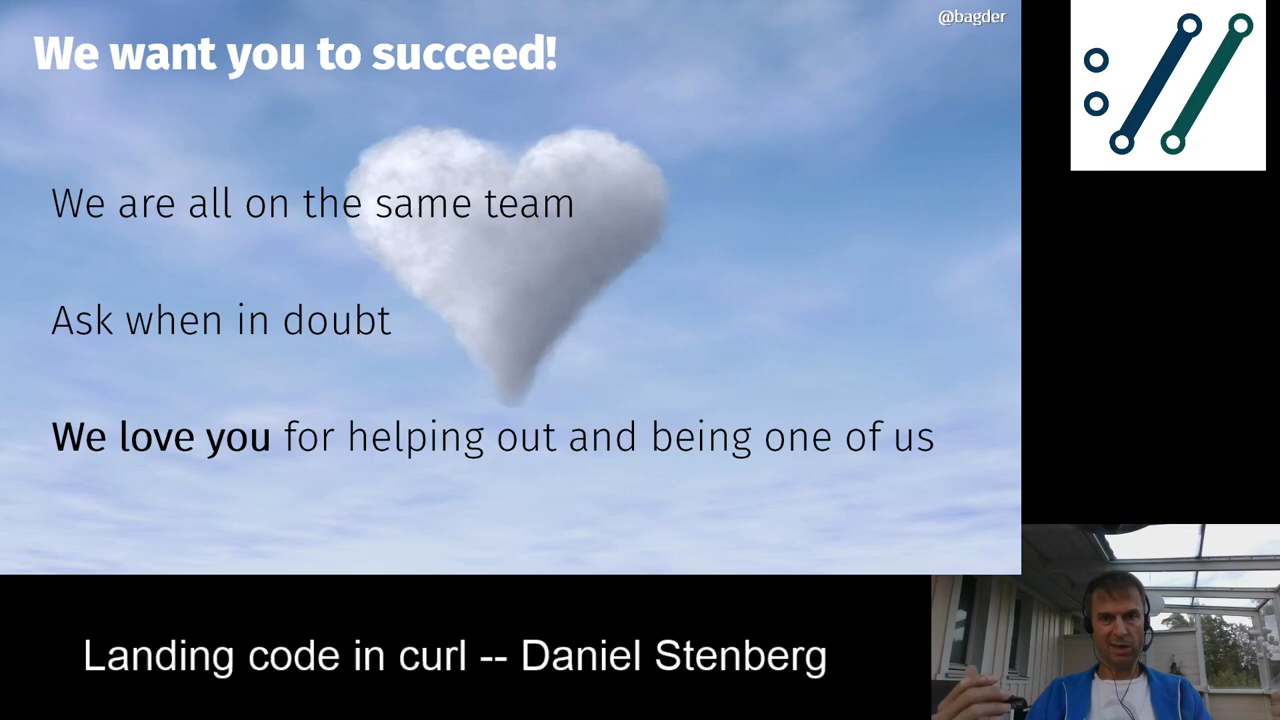 @bagder
We want you to succeed!
We are all on the same team
Ask when in doubt
We love you for helping out and being one of us
Landing code in curl -- Daniel Stenberg